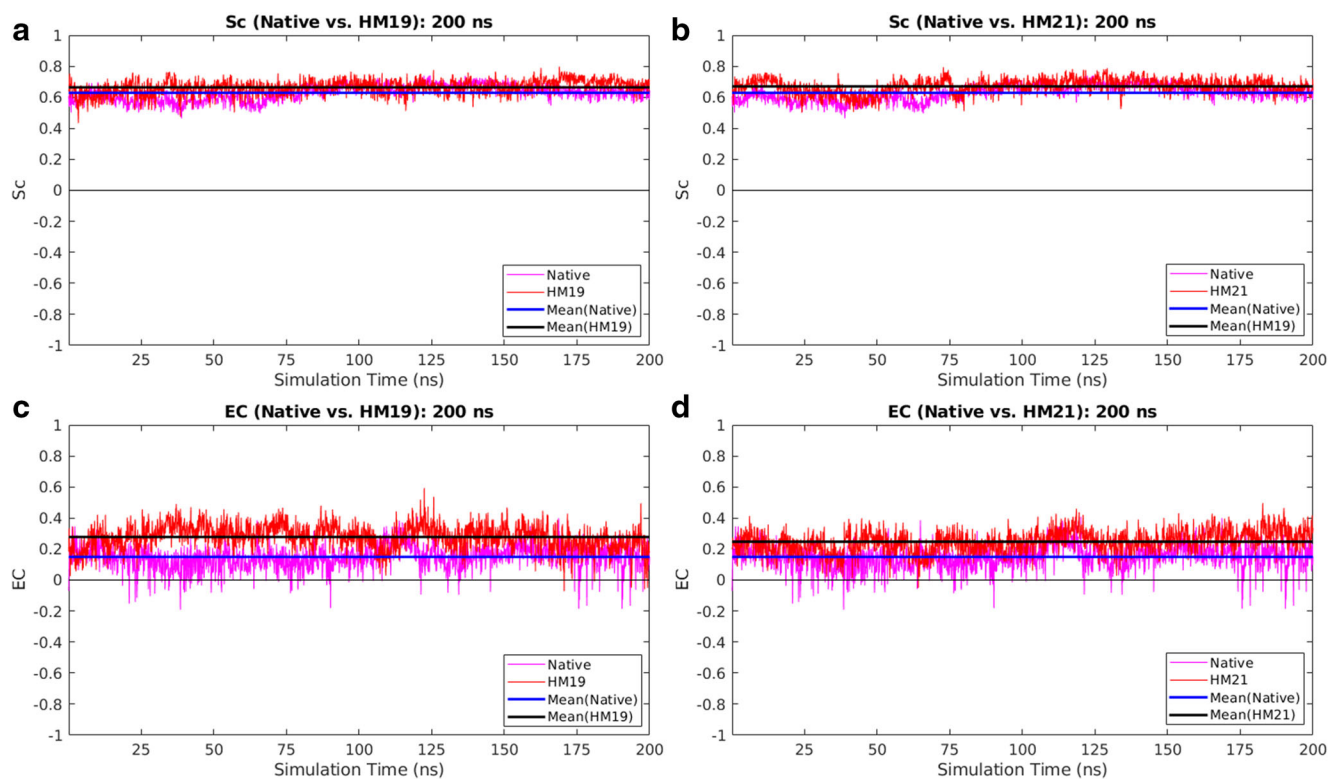 a
Sc (Native vs. HM19): 200 ns
1
0.8
0.6
0.4
0.2
0
-0.2
-0.4
-0.6
-0.8
-1
Sc
Native
HM19
Mean(Native)
Mean(HM19)
25 50 75 100 125 150 175 200
Simulation Time (ns)
b
Sc (Native vs. HM21): 200 ns
1
0.8
0.6
0.4
0.2
0
-0.2
-0.4
-0.6
-0.8
-1
Sc
Native
HM21
Mean(Native)
Mean(HM19)
25 50 75 100 125 150 175 200
Simulation Time (ns)
c
EC (Native vs. HM19): 200 ns
1
0.8
0.6
0.4
0.2
0
-0.2
-0.4
-0.6
-0.8
-1
EC
Native
HM19
Mean(Native)
Mean(HM19)
25 50 75 100 125 150 175 200
Simulation Time (ns)
d
EC (Native vs. HM21): 200 ns
1
0.8
0.6
0.4
0.2
0
-0.2
-0.4
-0.6
-0.8
-1
EC
Native
HM21
Mean(Native)
Mean(HM21)
25 50 75 100 125 150 175 200
Simulation Time (ns)